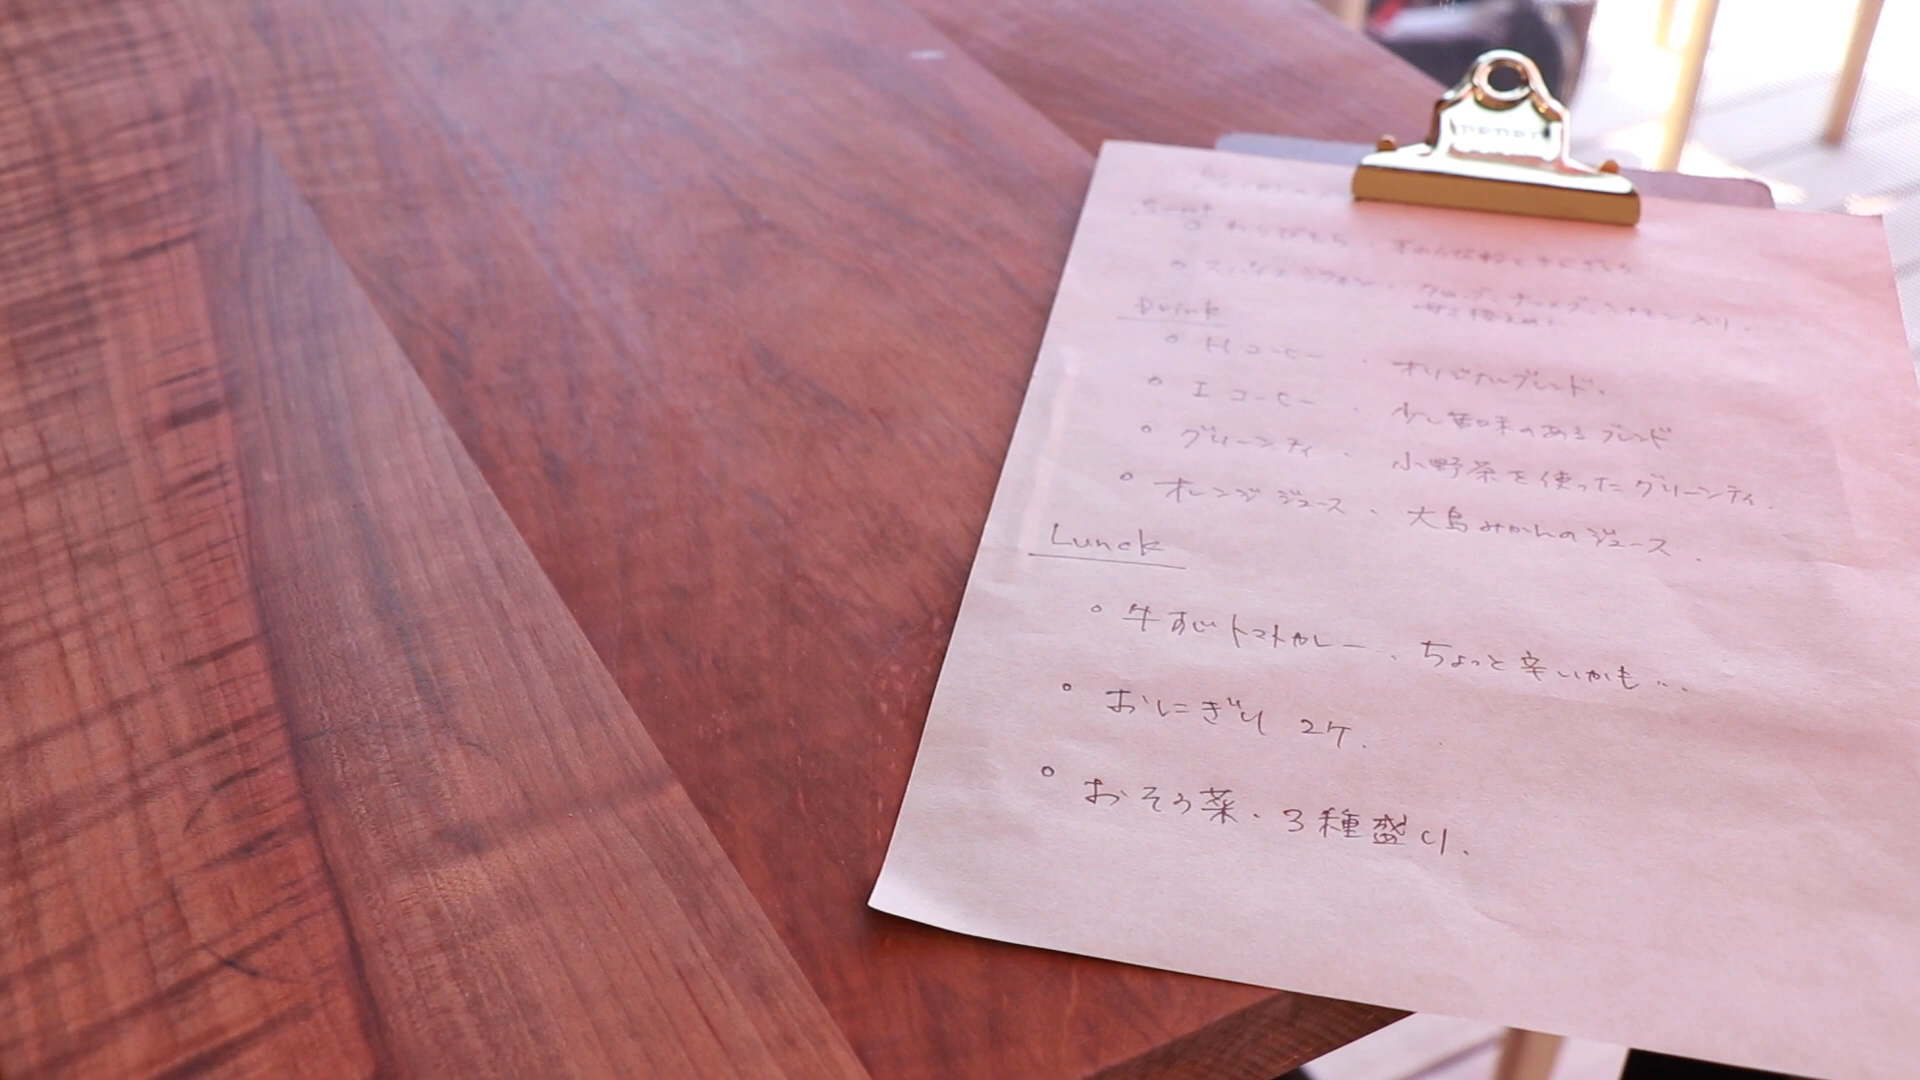 Drink
Hコーヒー . オリジナルブレンド.
Iコーヒー . 少し苦味のあるブレンド
グリーンティ . 小野茶を使ったグリーンティ.
オレンジジュース 、 大島みかんのジュース .
Lunch
牛すじトマトカレー 、 ちょっと辛いかも...
おにぎり 2ケ.
おそう菜 . 3種盛り.